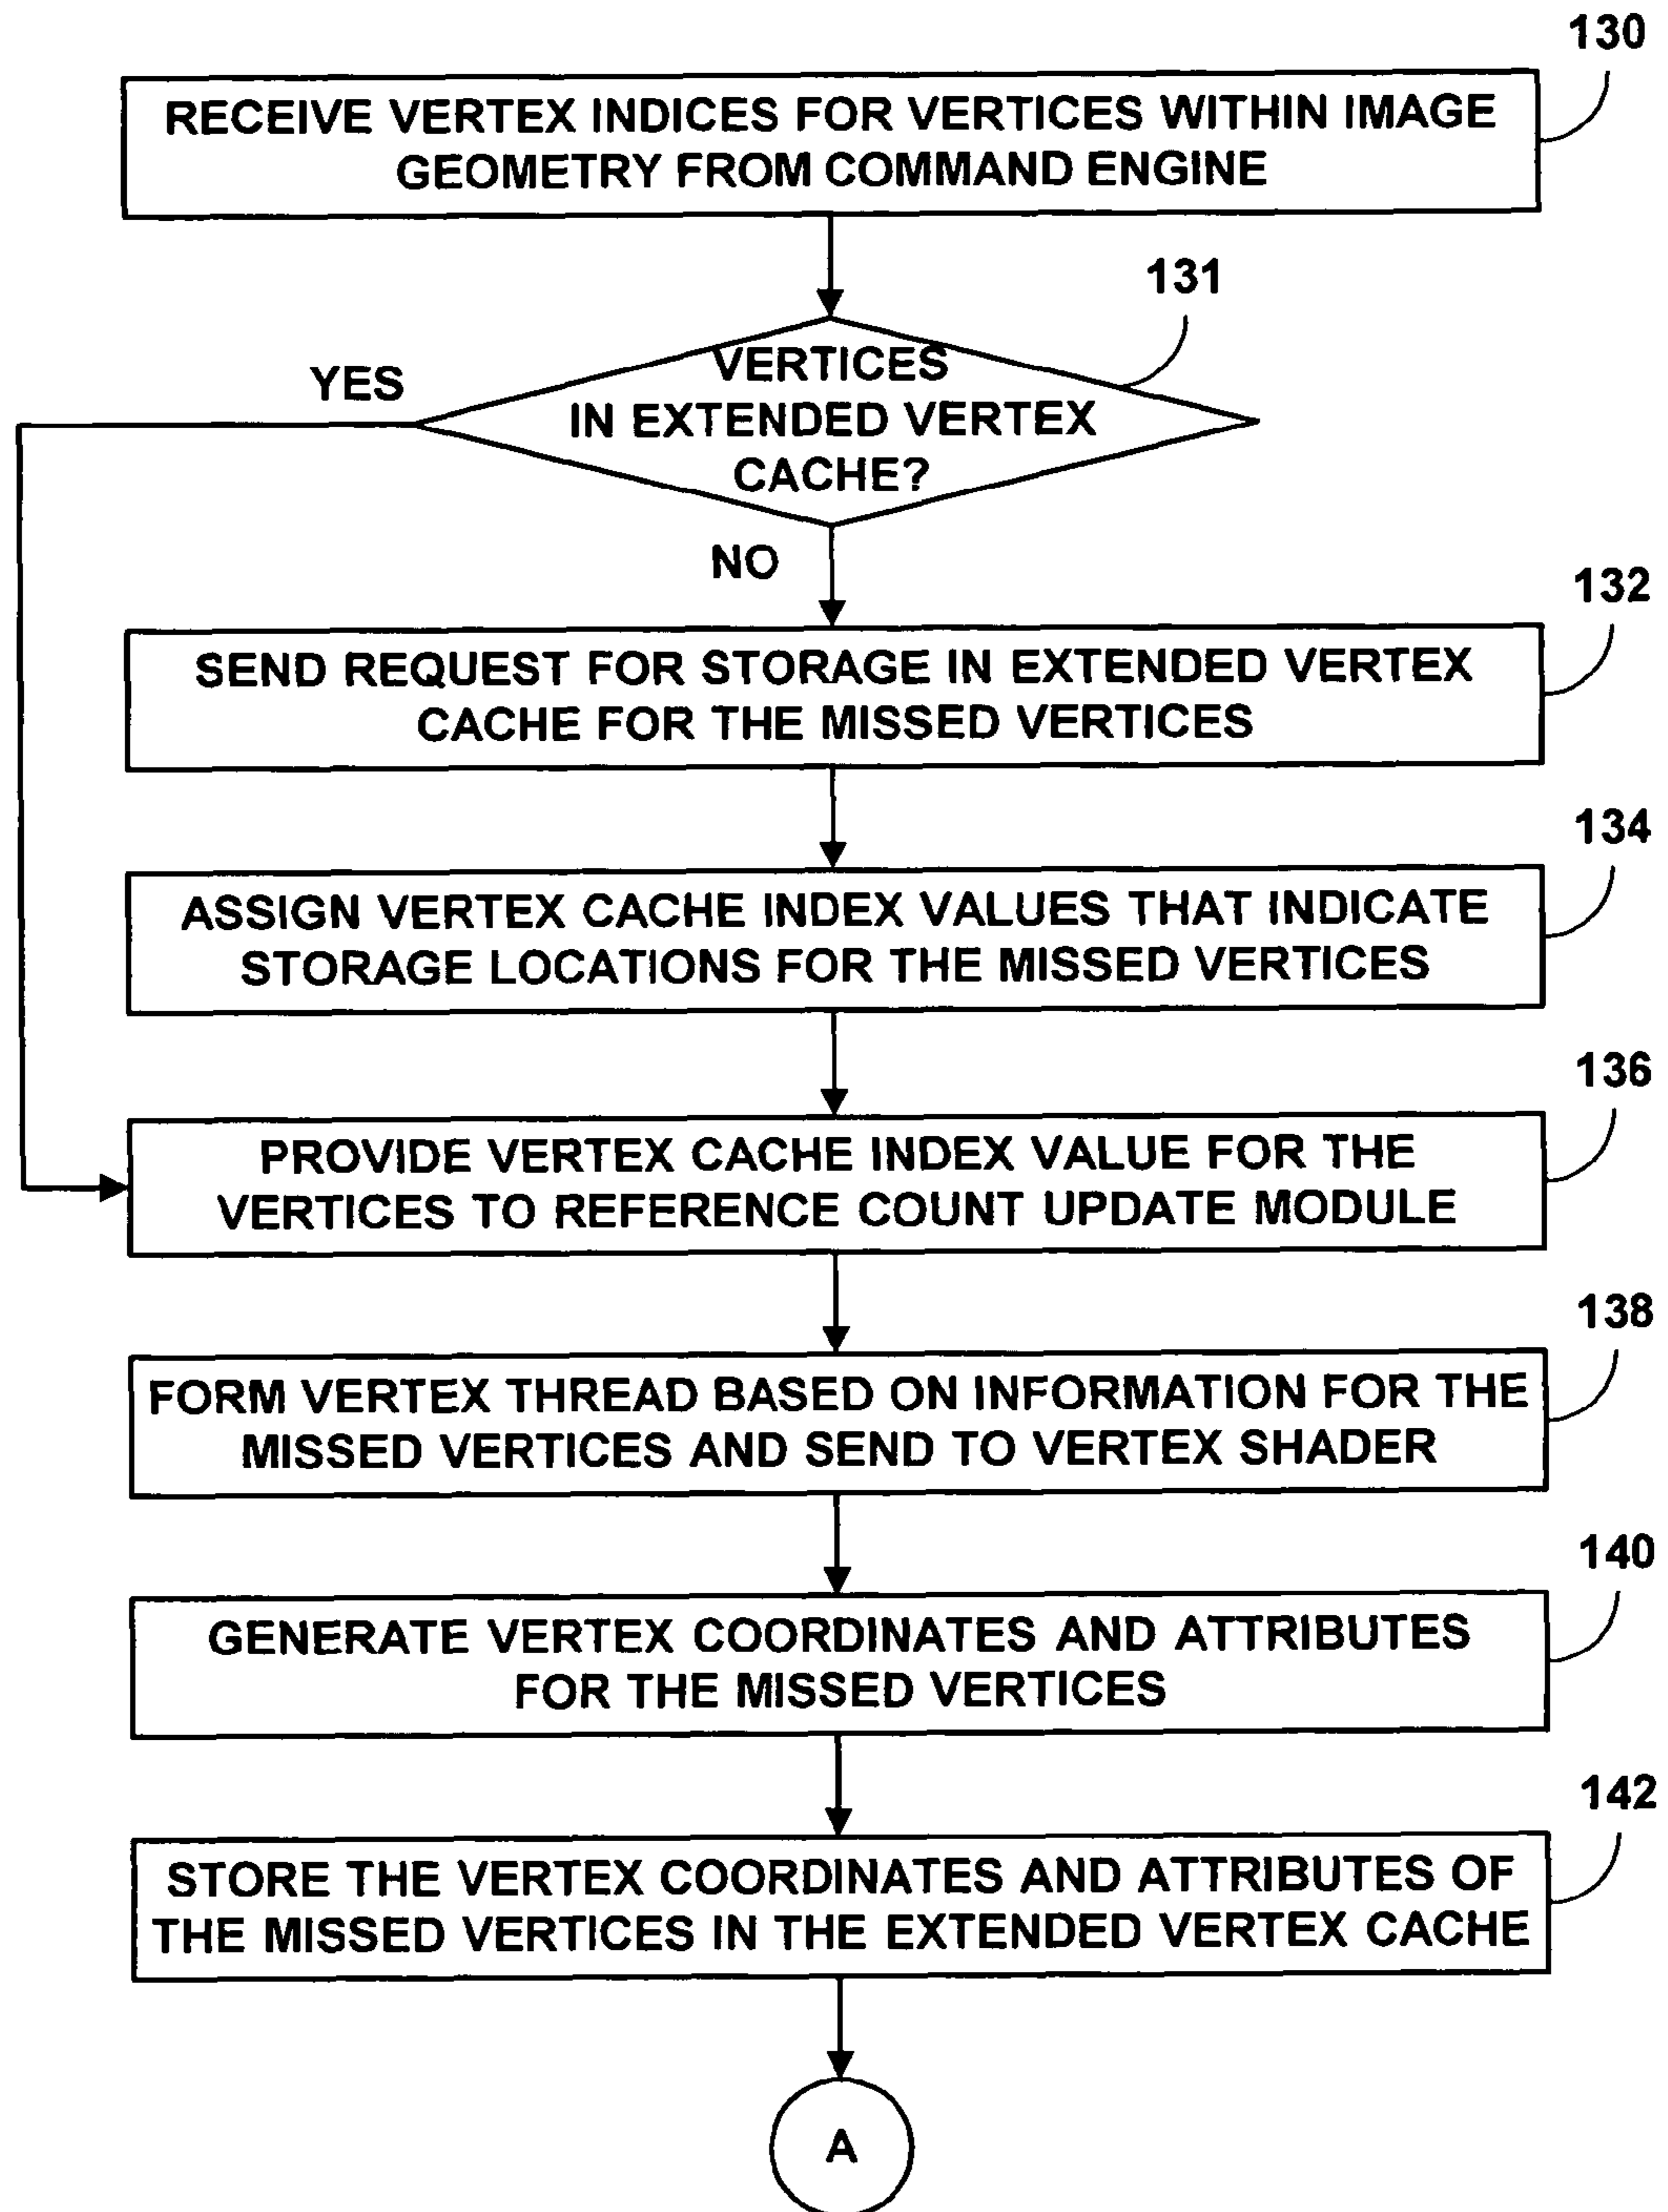 130
RECEIVE VERTEX INDICES FOR VERTICES WITHIN IMAGE
GEOMETRY FROM COMMAND ENGINE
131
YES
VERTICES
IN EXTENDED VERTEX
CACHE?
NO
132
SEND REQUEST FOR STORAGE IN EXTENDED VERTEX
CACHE FOR THE MISSED VERTICES
134
ASSIGN VERTEX CACHE INDEX VALUES THAT INDICATE
STORAGE LOCATIONS FOR THE MISSED VERTICES
136
PROVIDE VERTEX CACHE INDEX VALUE FOR THE
VERTICES TO REFERENCE COUNT UPDATE MODULE
138
FORM VERTEX THREAD BASED ON INFORMATION FOR THE
MISSED VERTICES AND SEND TO VERTEX SHADER
140
GENERATE VERTEX COORDINATES AND ATTRIBUTES
FOR THE MISSED VERTICES
142
STORE THE VERTEX COORDINATES AND ATTRIBUTES OF
THE MISSED VERTICES IN THE EXTENDED VERTEX CACHE
A